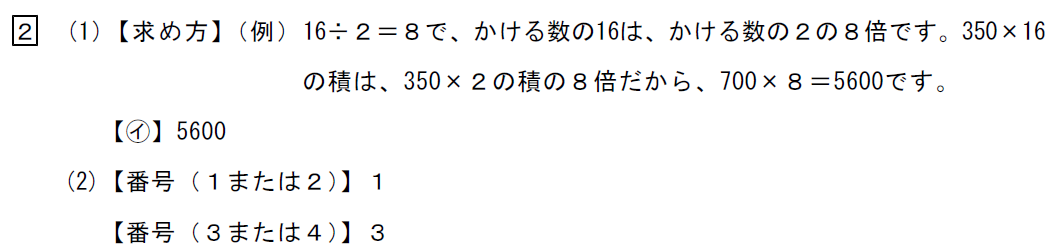 2 (1)【求め方】(例) 16÷2=8で、かける数の16は、かける数の2の8倍です。350×16
の積は、350×2の積の8倍だから、700×8=5600です。
【㋑】5600
(2)【番号(1または2)】1
【番号(3または4)】3